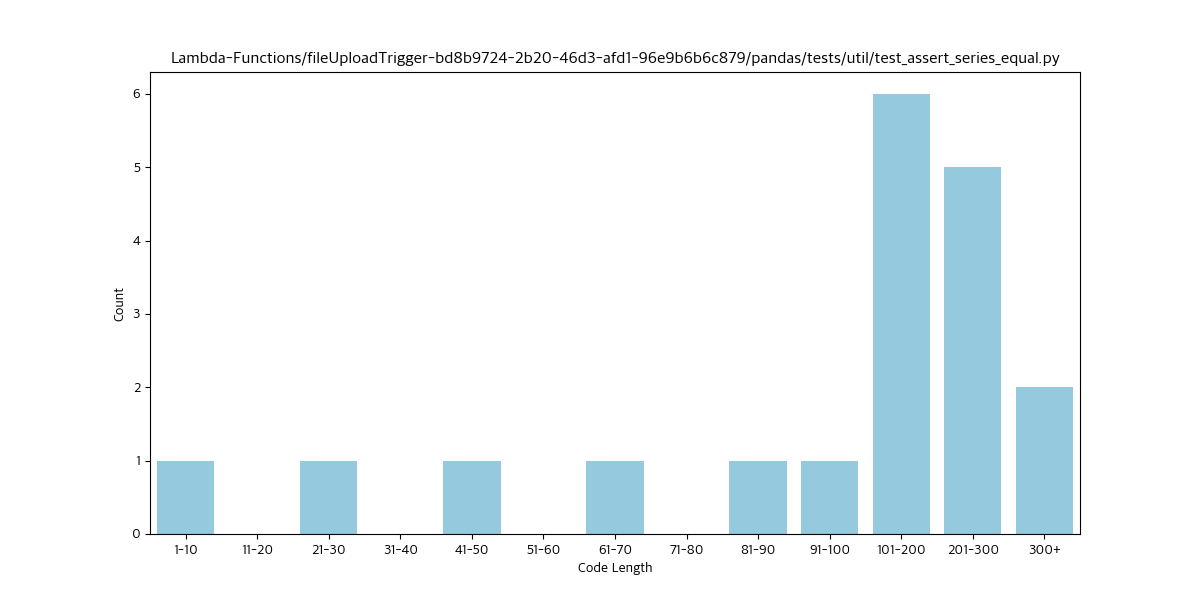 Lambda-Functions/fileUploadTrigger-bd8b9724-2b20-46d3-afd1-96e9b6b6c879/pandas/tests/util/test_assert_series_equal.py
6
5
4
3
2
1
0
Count
1-10 11-20 21-30 31-40 41-50 51-60 61-70 71-80 81-90 91-100 101-200 201-300 300+
Code Length